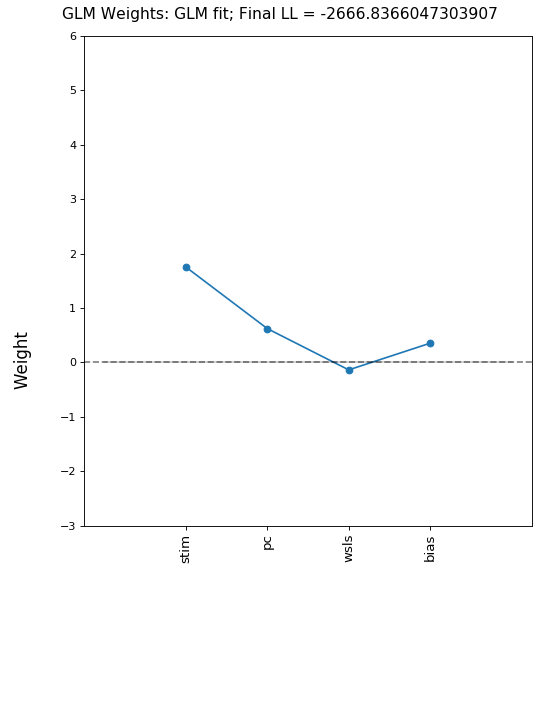 GLM Weights: GLM fit; Final LL = -2666.8366047303907
6
5
4
3
2
1
0
−1
−2
−3
Weight
stim
pc
wsls
bias